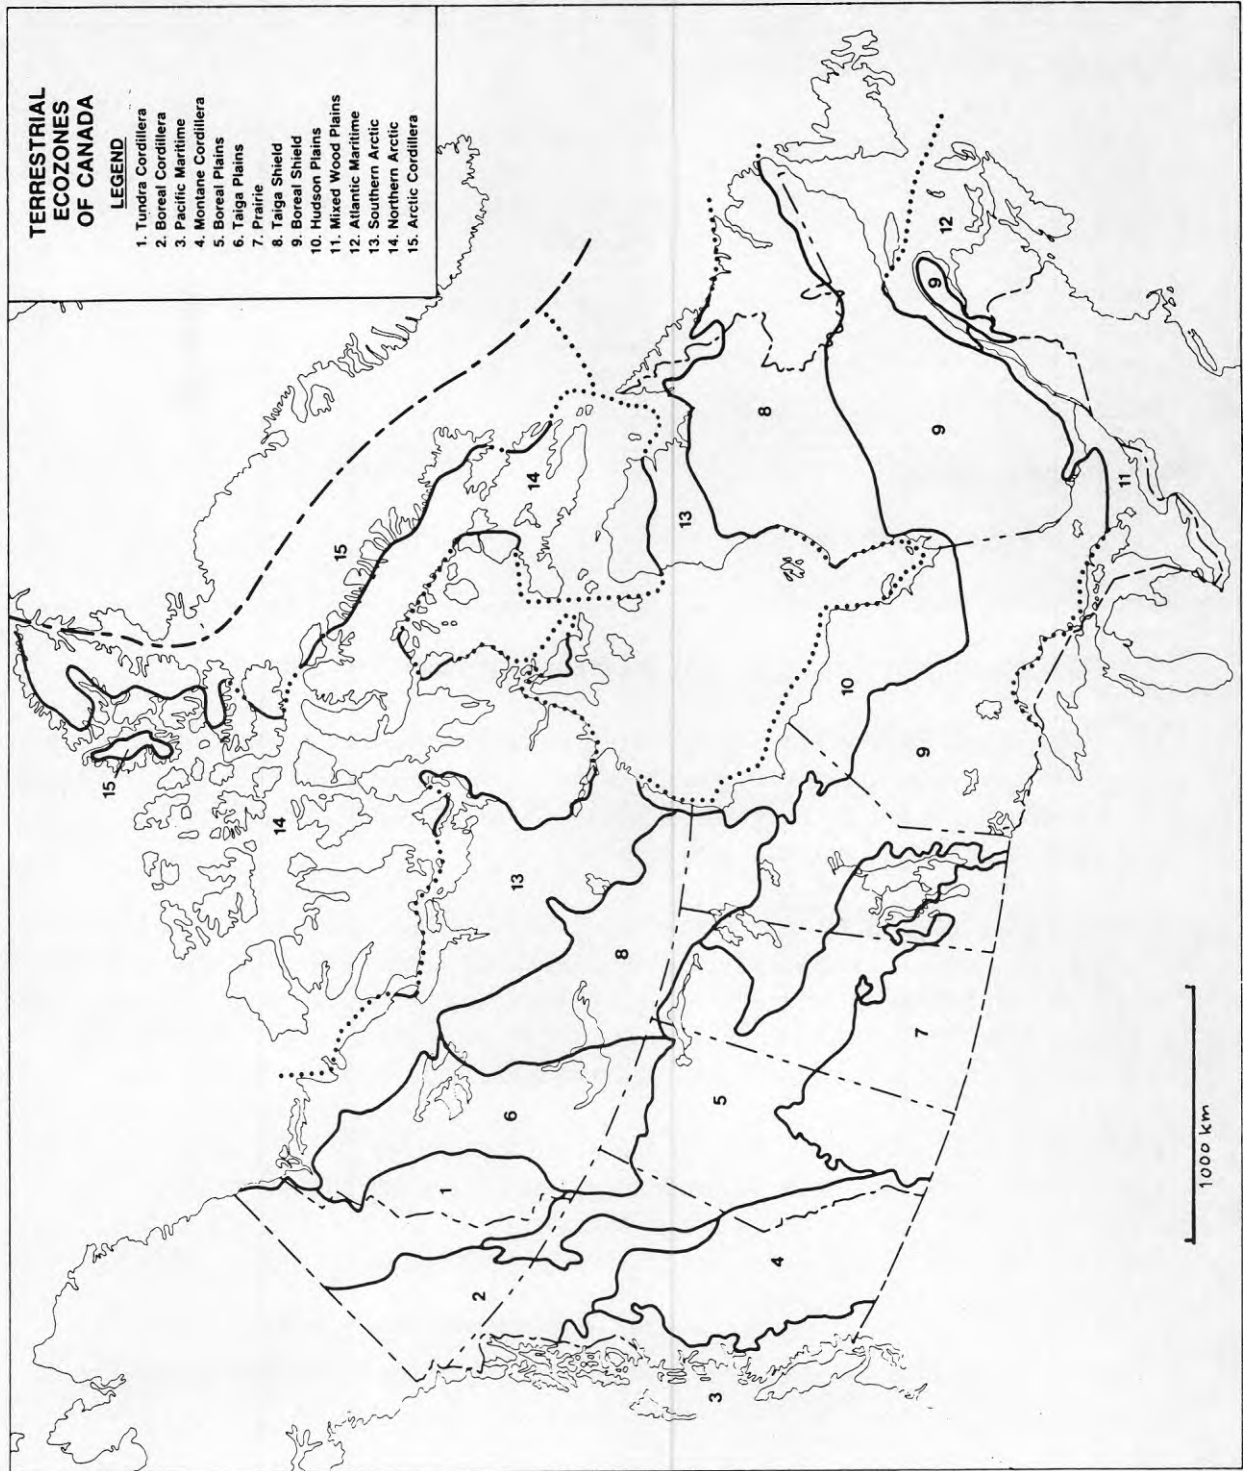 TERRESTRIAL
ECOZONES
OF CANADA
LEGEND
1. Tundra Cordillera
2. Boreal Cordillera
3. Pacific Maritime
4. Montane Cordillera
5. Boreal Plains
6. Taiga Plains
7. Prairie
8. Taiga Shield
9. Boreal Shield
10. Hudson Plains
11. Mixed Wood Plains
12. Atlantic Maritime
13. Southern Arctic
14. Northern Arctic
15. Arctic Cordillera
15
15
14
14
13
13
12
11
10
9
9
9
8
8
7
6
5
4
3
2
1
1000 km